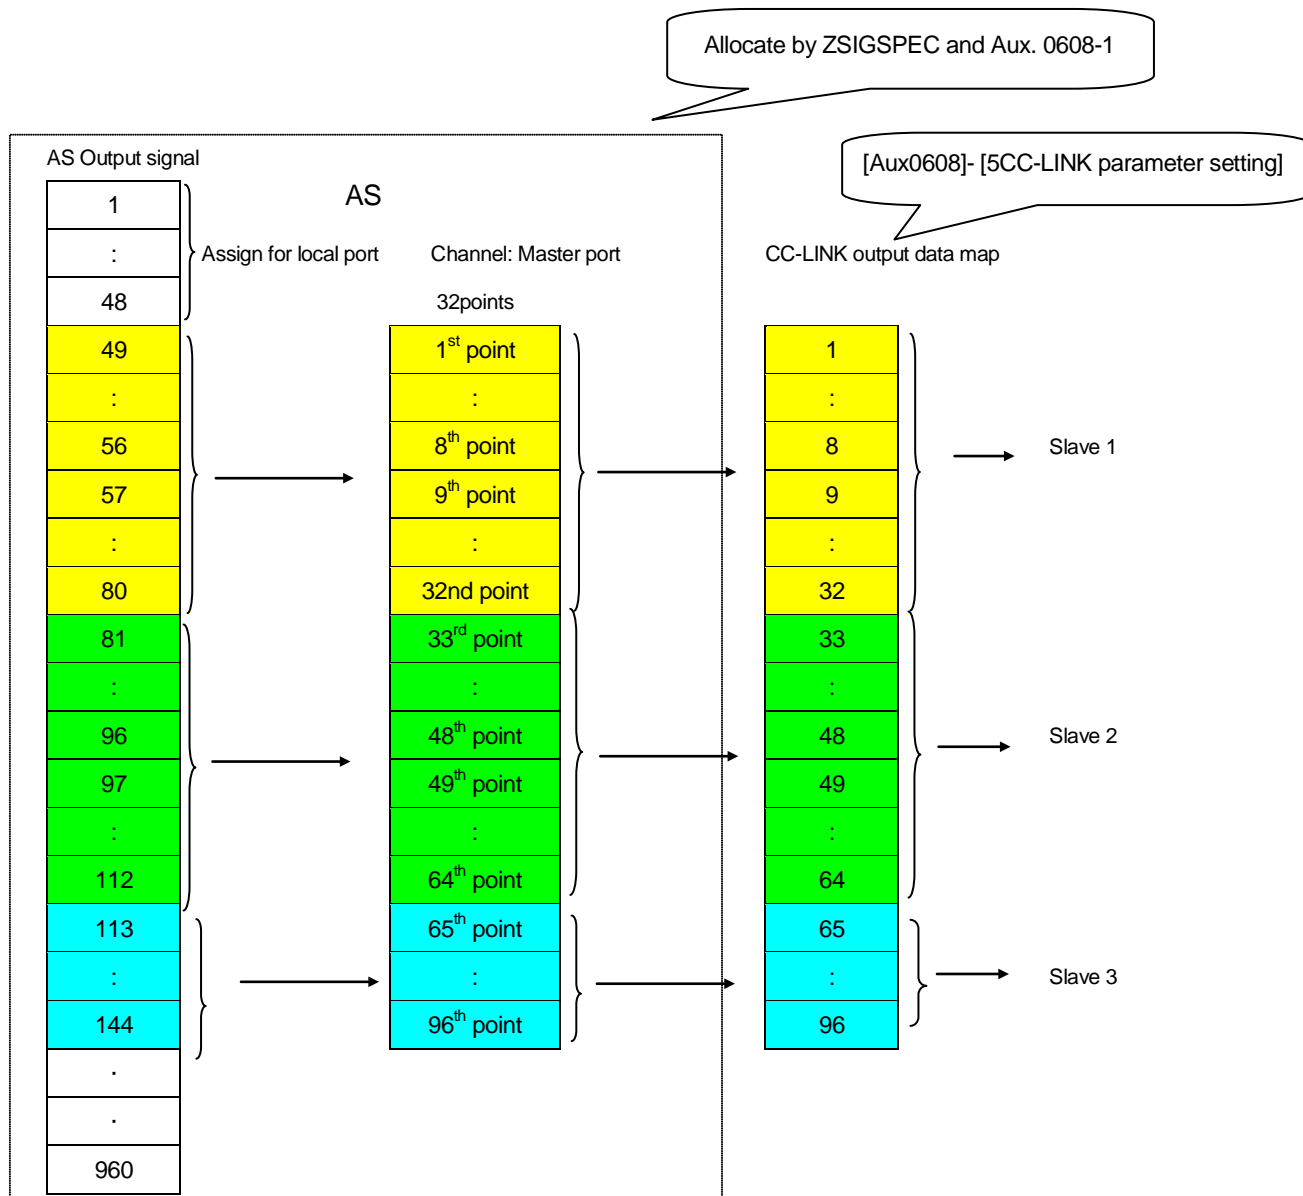 Allocate by ZSIGSPEC and Aux. 0608-1
[Aux0608]- [5CC-LINK parameter setting]
AS Output signal
AS
Assign for local port
Channel: Master port
CC-LINK output data map
32points
1
:
48
49
:
56
57
:
80
81
:
96
97
:
112
113
:
144
.
.
960
1st point
:
8th point
9th point
:
32nd point
33rd point
:
48th point
49th point
:
64th point
65th point
:
96th point
1
:
8
9
:
32
33
:
48
49
:
64
65
:
96
Slave 1
Slave 2
Slave 3